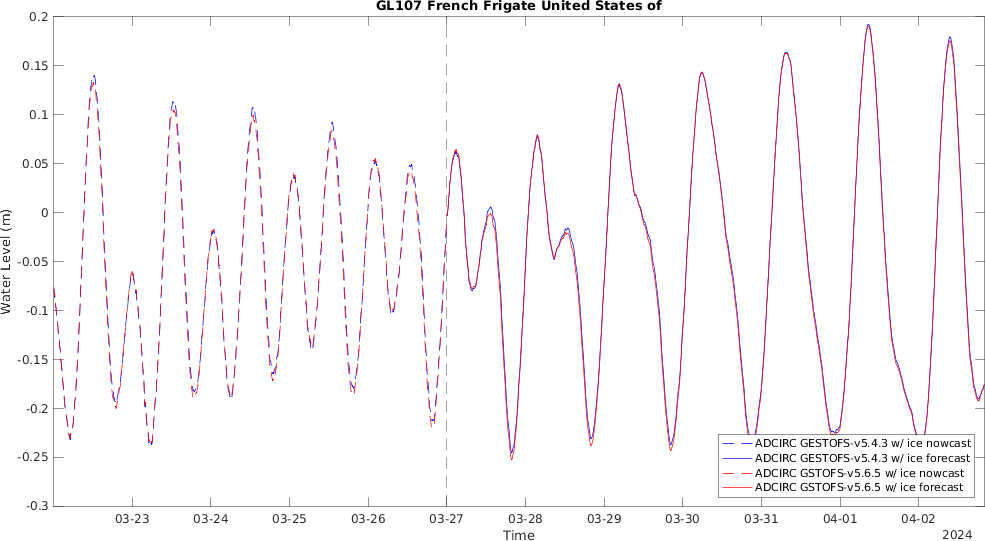 GL107 French Frigate United States of
0.2
0.15
0.1
0.05
0
-0.05
-0.1
-0.15
-0.2
-0.25
-0.3
Water Level (m)
ADCIRC GESTOFS-v5.4.3 w/ ice nowcast
ADCIRC GESTOFS-v5.4.3 w/ ice forecast
ADCIRC GSTOFS-v5.6.5 w/ ice nowcast
ADCIRC GSTOFS-v5.6.5 w/ ice forecast
03-23 03-24 03-25 03-26 03-27 03-28 03-29 03-30 03-31 04-01 04-02
Time
2024